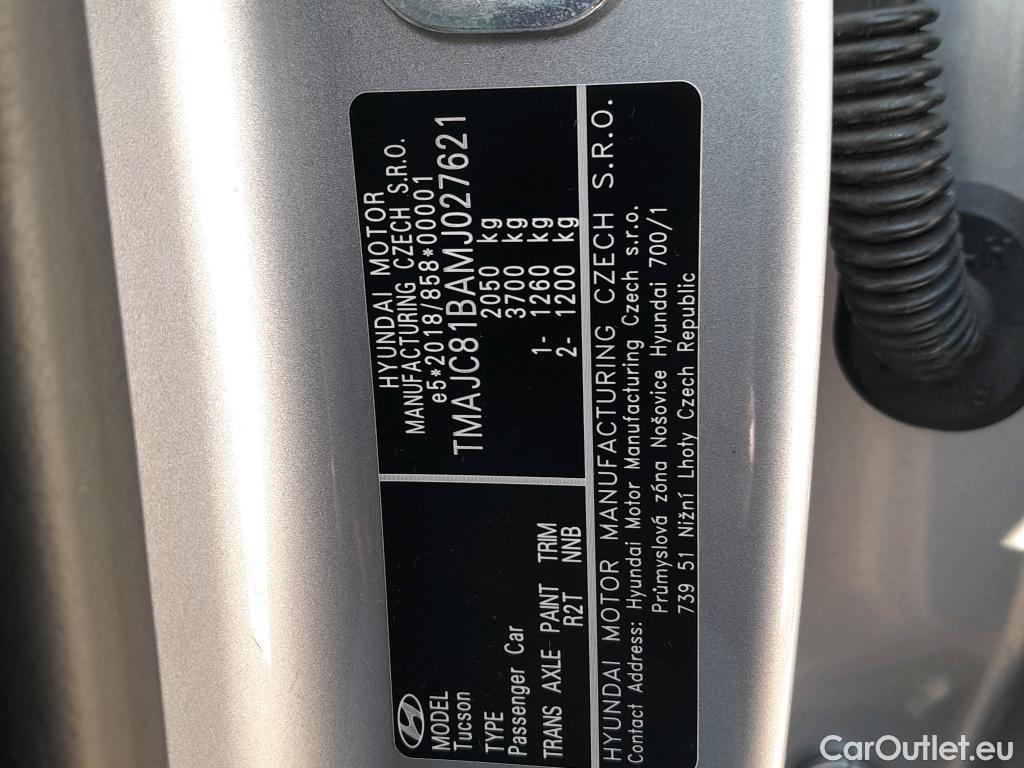 MODEL
Tucson
TYPE
Passenger Car
TRANS AXLE PAINT TRIM
R2T NNB
HYUNDAI MOTOR
MANUFACTURING CZECH S.R.O.
e5*2018/858*00001
TMAJC81BAMJ027621
2050 kg
3700 kg
1- 1260 kg
2- 1200 kg
HYUNDAI MOTOR MANUFACTURING CZECH S.R.O.
Contact Address: Hyundai Motor Manufacturing Czech s.r.o.
Průmyslová zóna Nošovice Hyundai 700/1
739 51 Nižní Lhoty Czech Republic
CarOutlet.eu